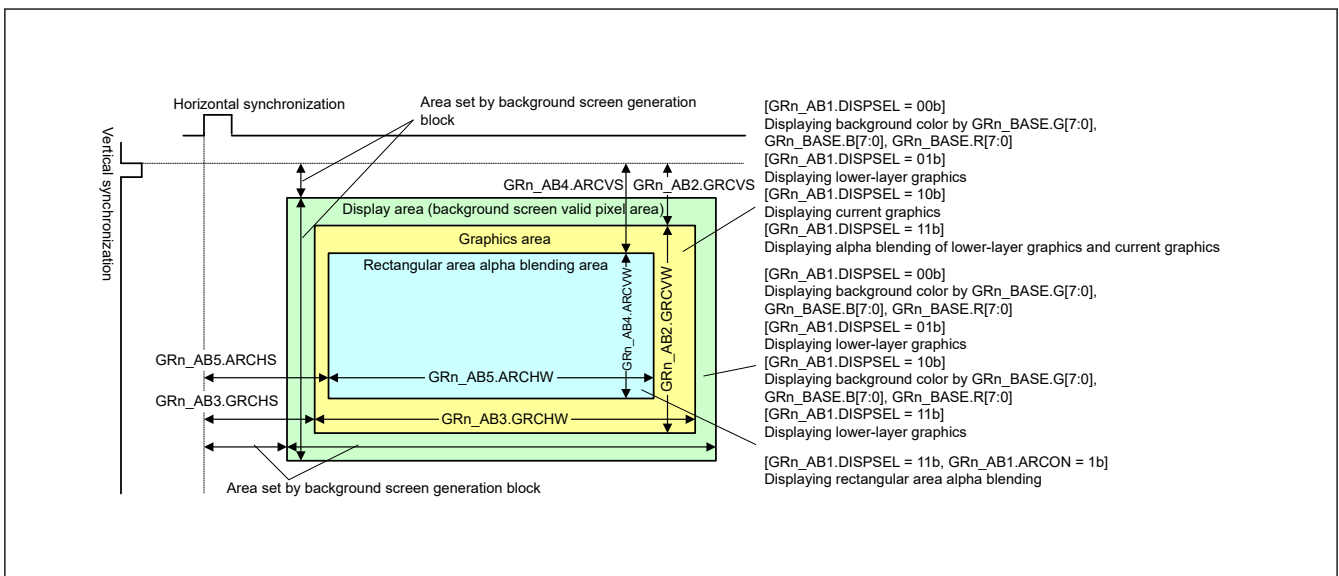 Horizontal synchronization
Area set by background screen generation
block
Vertical synchronization
GRn_AB4.ARCVS
GRn_AB2.GRCVS
Display area (background screen valid pixel area)
Graphics area
Rectangular area alpha blending area
GRn_AB4.ARCVW
GRn_AB2.GRCVW
GRn_AB5.ARCHS
GRn_AB5.ARCHW
GRn_AB3.GRCHS
GRn_AB3.GRCHW
Area set by background screen generation block
[GRn_AB1.DISPSEL = 00b]
Displaying background color by GRn_BASE.G[7:0],
GRn_BASE.B[7:0], GRn_BASE.R[7:0]
[GRn_AB1.DISPSEL = 01b]
Displaying lower-layer graphics
[GRn_AB1.DISPSEL = 10b]
Displaying current graphics
[GRn_AB1.DISPSEL = 11b]
Displaying alpha blending of lower-layer graphics and current graphics
[GRn_AB1.DISPSEL = 00b]
Displaying background color by GRn_BASE.G[7:0],
GRn_BASE.B[7:0], GRn_BASE.R[7:0]
[GRn_AB1.DISPSEL = 01b]
Displaying lower-layer graphics
[GRn_AB1.DISPSEL = 10b]
Displaying background color by GRn_BASE.G[7:0],
GRn_BASE.B[7:0], GRn_BASE.R[7:0]
[GRn_AB1.DISPSEL = 11b]
Displaying lower-layer graphics
[GRn_AB1.DISPSEL = 11b, GRn_AB1.ARCON = 1b]
Displaying rectangular area alpha blending